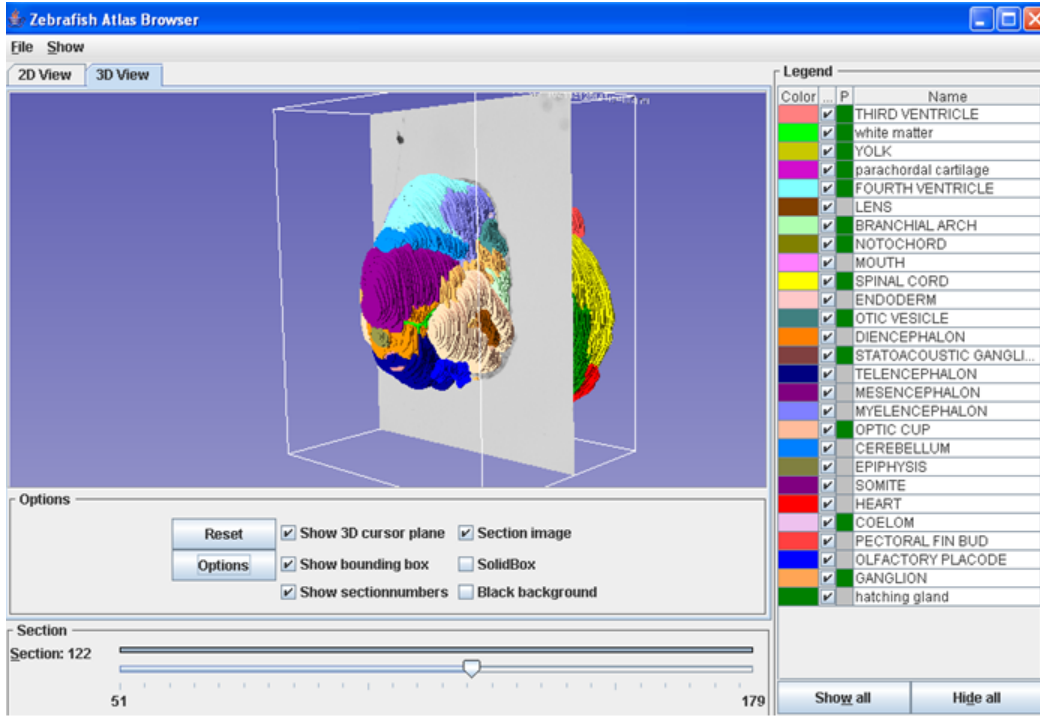 Zebrafish Atlas Browser
File Show
2D View 3D View
Options
Reset Show 3D cursor plane Section image
Options Show bounding box SolidBox
Show sectionnumbers Black background
Section
Section: 122
51 179
Legend
Color ... P Name
THIRD VENTRICLE
white matter
YOLK
parachordal cartilage
FOURTH VENTRICLE
LENS
BRANCHIAL ARCH
NOTOCHORD
MOUTH
SPINAL CORD
ENDODERM
OTIC VESICLE
DIENCEPHALON
STATOACOUSTIC GANGLI...
TELENCEPHALON
MESENCEPHALON
MYELENCEPHALON
OPTIC CUP
CEREBELLUM
EPIPHYSIS
SOMITE
HEART
COELOM
PECTORAL FIN BUD
OLFACTORY PLACODE
GANGLION
hatching gland
Show all Hide all